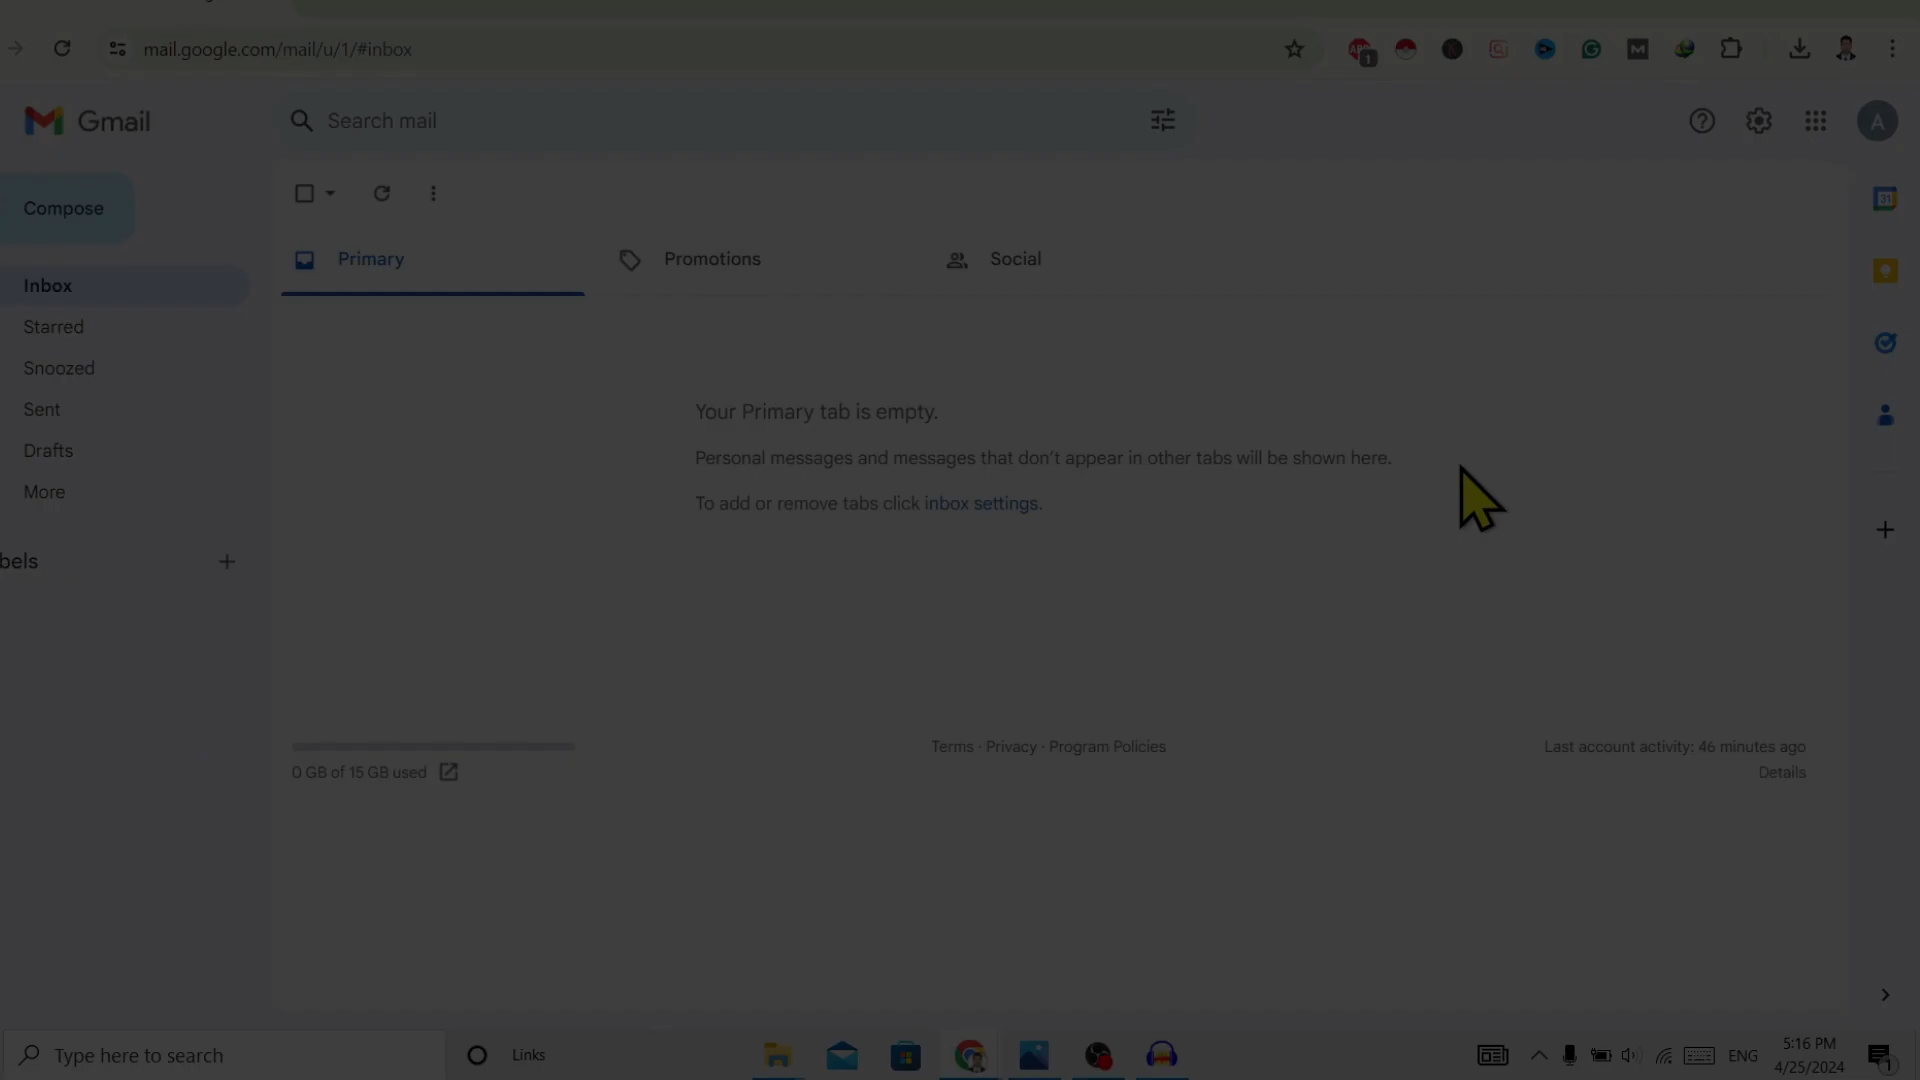 mail.google.com/mail/u/1/#inbox
ABP
1
Gmail
Search mail
A
Compose
31
Primary
Promotions
Social
Inbox
Starred
Snoozed
Sent
Drafts
More
bels
Your Primary tab is empty.
Personal messages and messages that don't appear in other tabs will be shown here.
To add or remove tabs click inbox settings.
Terms · Privacy · Program Policies
Last account activity: 46 minutes ago
0 GB of 15 GB used
Details
Type here to search
Links
ENG
5:16 PM
4/25/2024
1